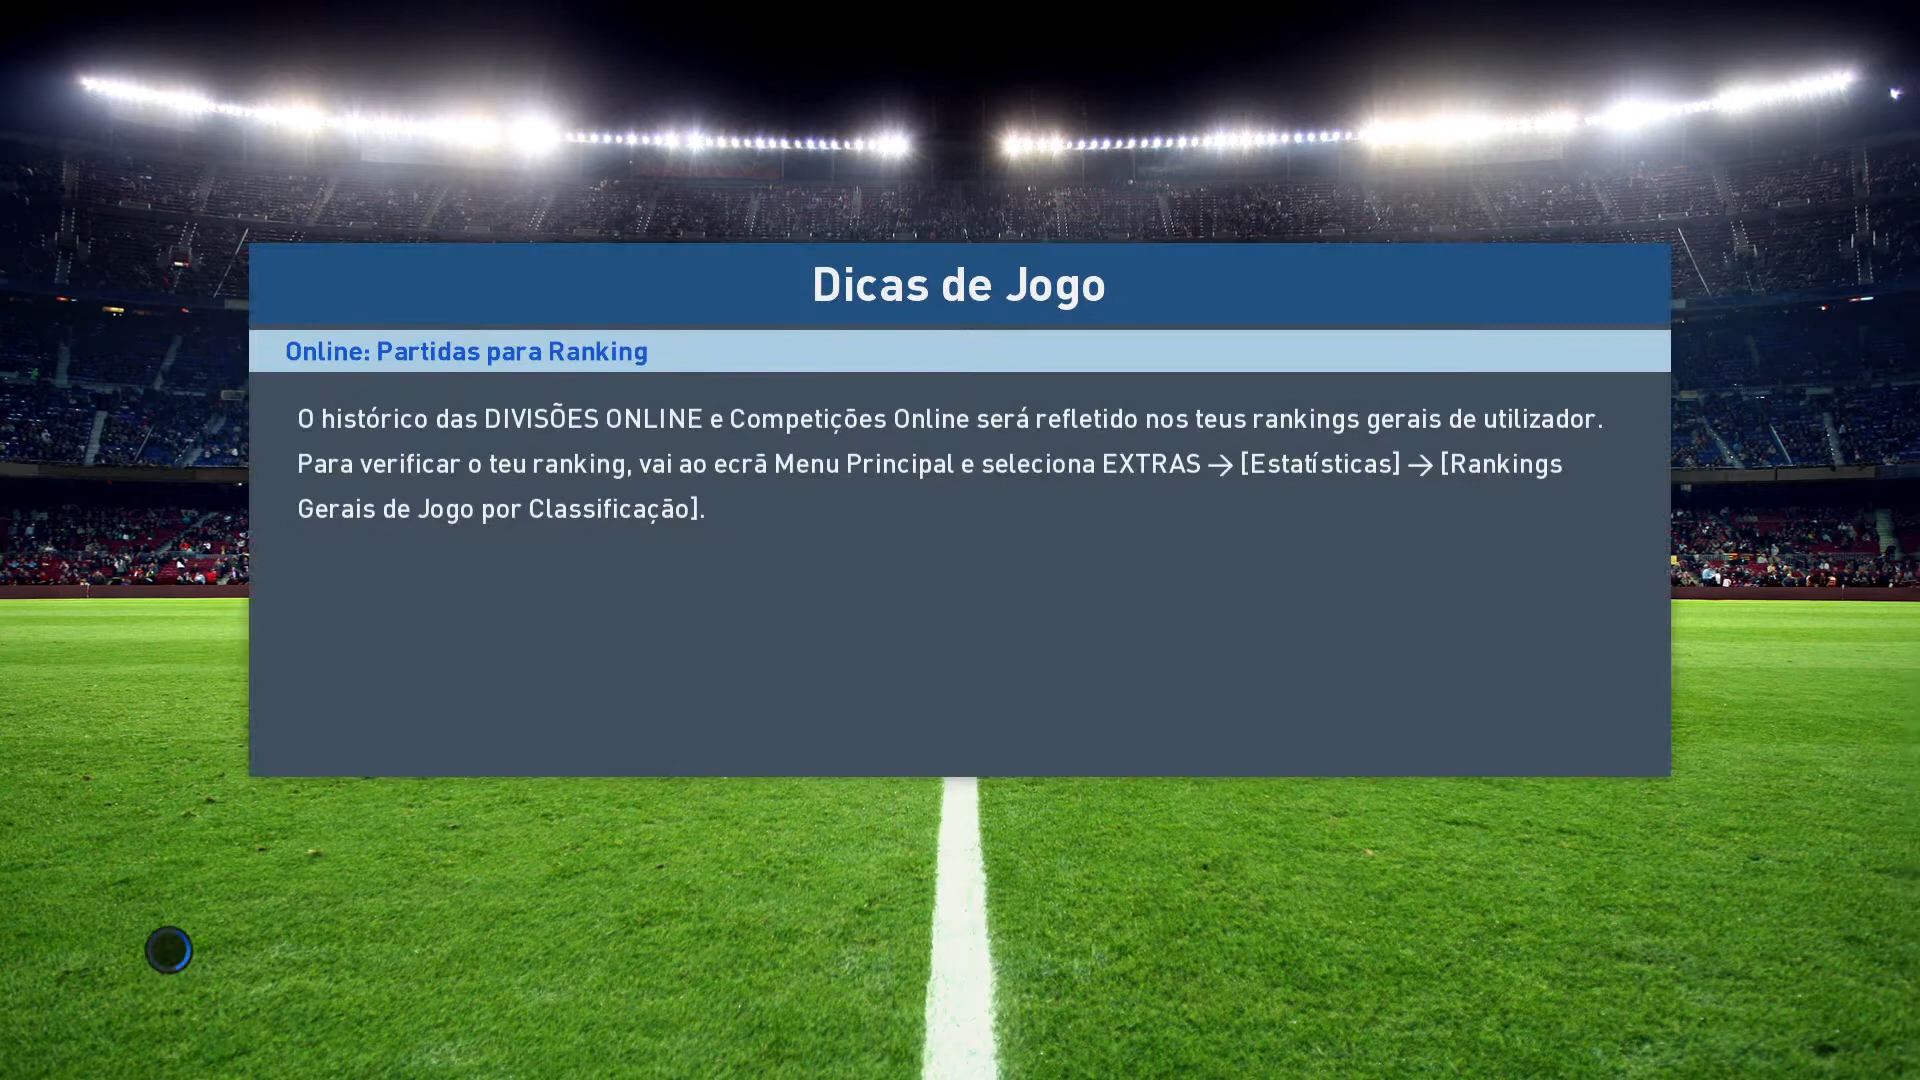 Dicas de Jogo
Online: Partidas para Ranking
O histórico das DIVISÕES ONLINE e Competições Online será refletido nos teus rankings gerais de utilizador.
Para verificar o teu ranking, vai ao ecrã Menu Principal e seleciona EXTRAS → [Estatísticas] → [Rankings
Gerais de Jogo por Classificação].